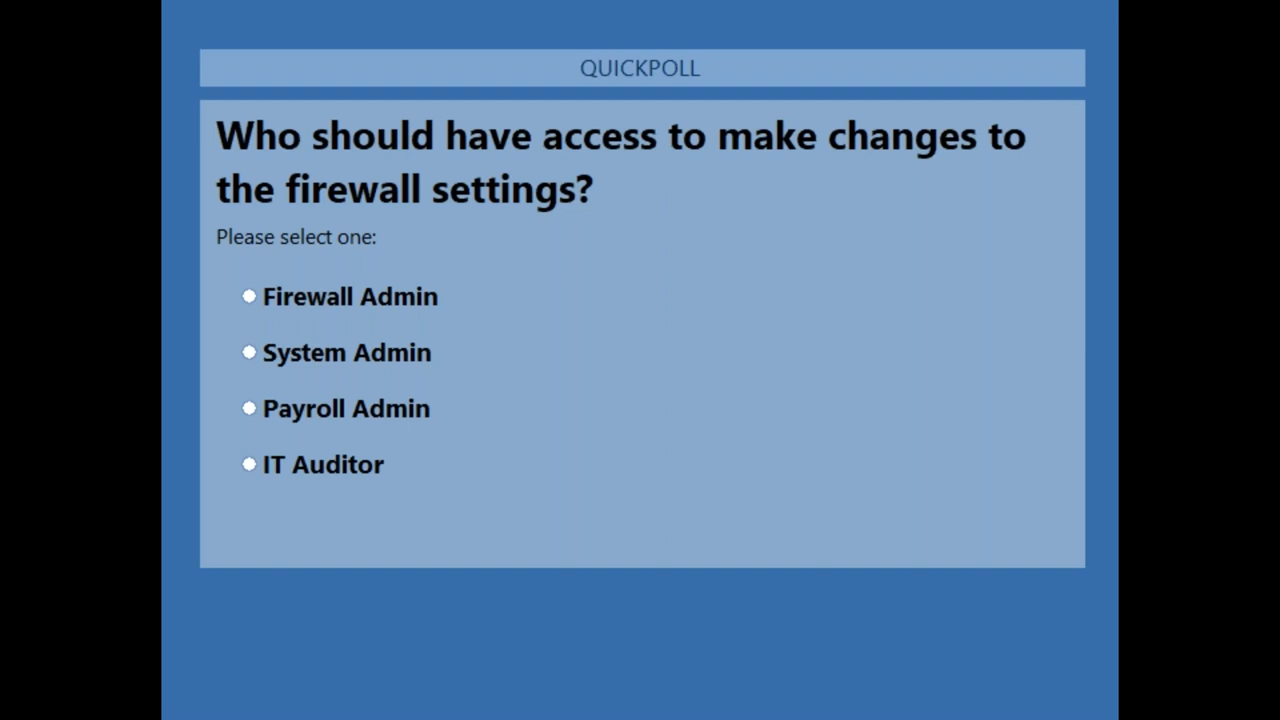 QUICKPOLL
Who should have access to make changes to
the firewall settings?
Please select one:
Firewall Admin
System Admin
Payroll Admin
IT Auditor